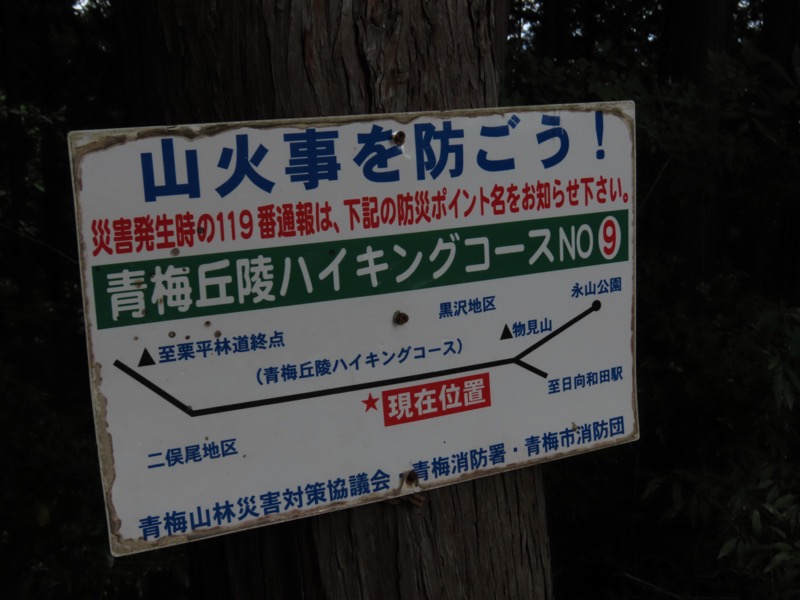 山火事を防ごう！
災害発生時の119番通報は、下記の防災ポイント名をお知らせ下さい。
青梅丘陵ハイキングコースNO⑨
永山公園
黒沢地区
▲物見山
▲至栗平林道終点
（青梅丘陵ハイキングコース）
至日向和田駅
★現在位置
二俣尾地区
青梅山林災害対策協議会・青梅消防署・青梅市消防団